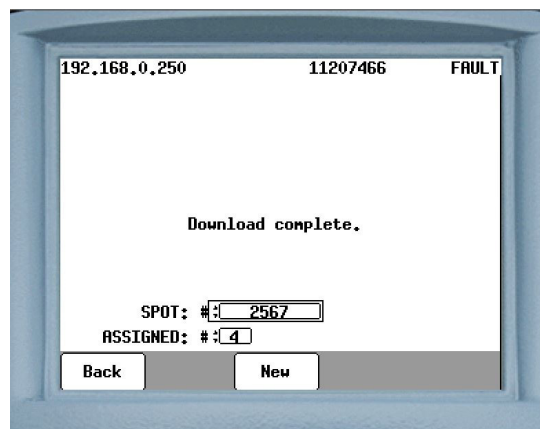 192.168.0.250 11207466 FAULT
Download complete.
SPOT: # 2567
ASSIGNED: # 4
Back New